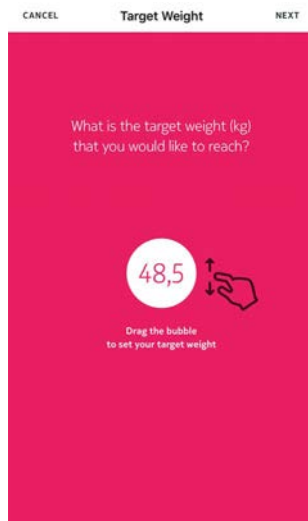 CANCEL Target Weight NEXT
What is the target weight (kg)
that you would like to reach?
48,5
Drag the bubble
to set your target weight